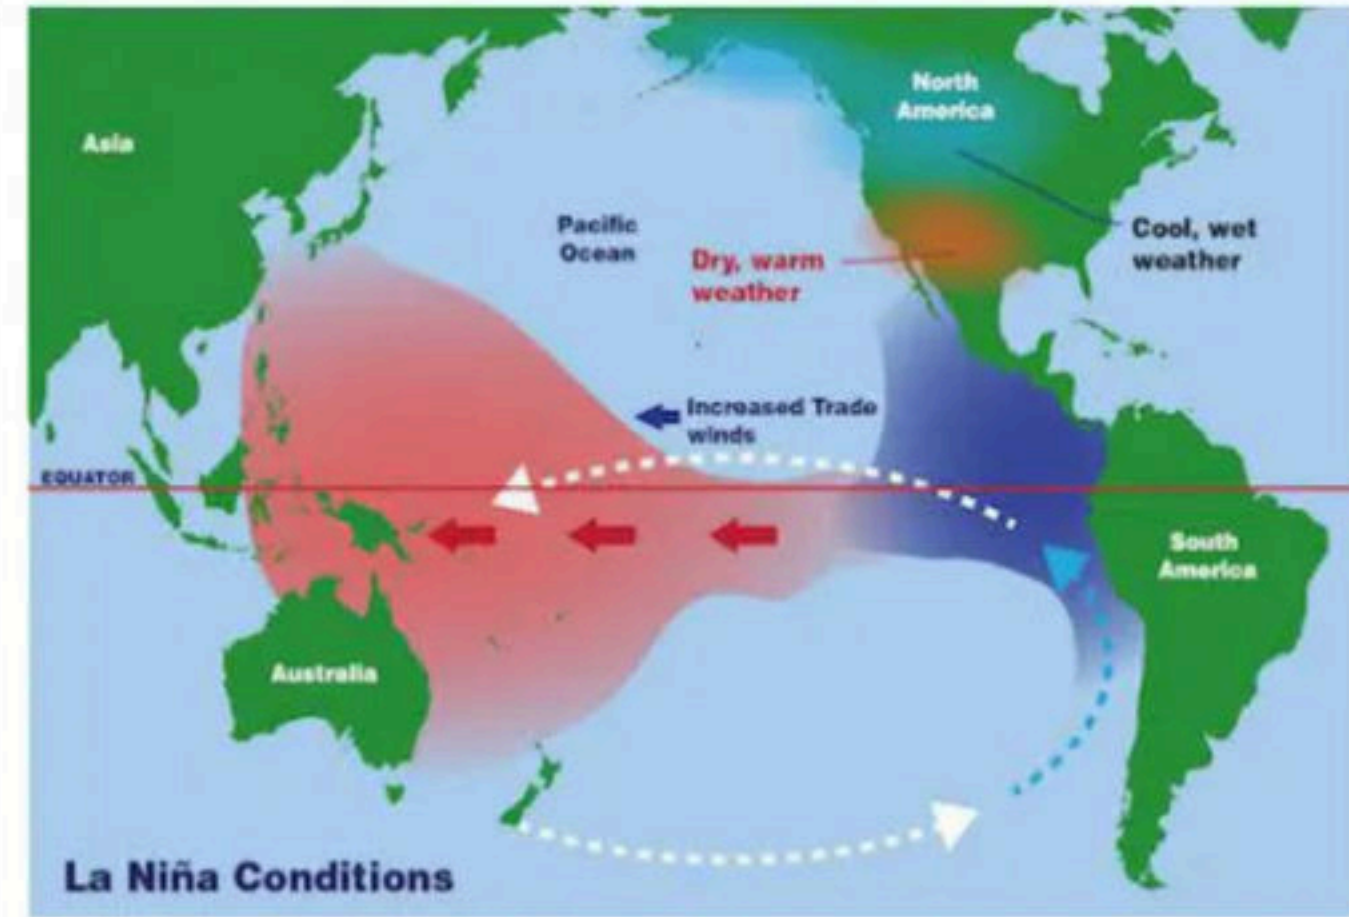 North
America
Asia
Pacific
Ocean
Cool, wet
weather
Dry, warm
weather
Increased Trade
winds
EQUATOR
South
America
Australia
La Niña Conditions